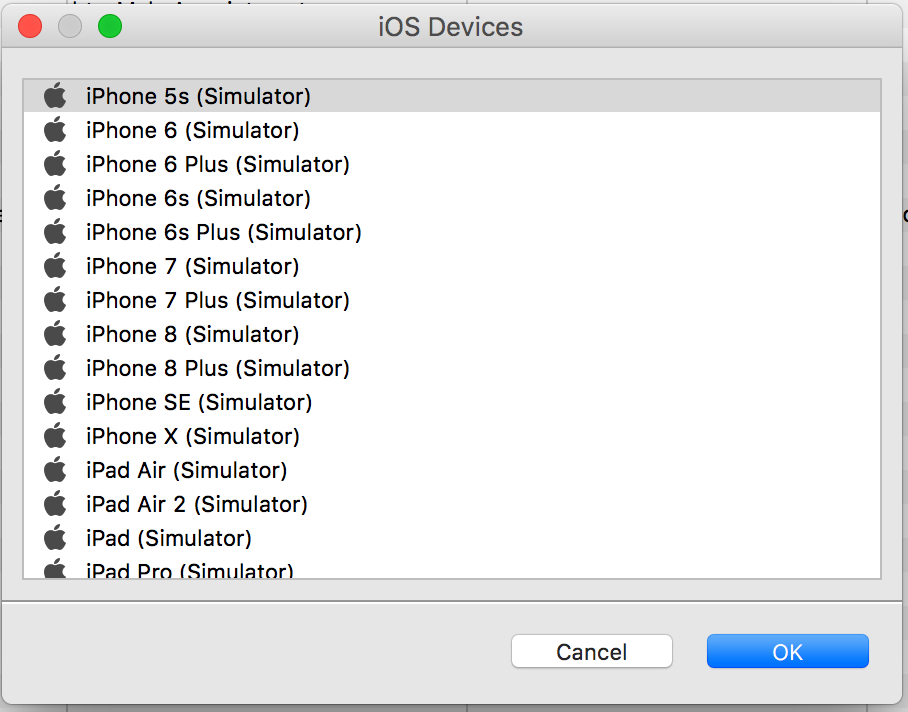 iOS Devices
iPhone 5s (Simulator)
iPhone 6 (Simulator)
iPhone 6 Plus (Simulator)
iPhone 6s (Simulator)
iPhone 6s Plus (Simulator)
iPhone 7 (Simulator)
iPhone 7 Plus (Simulator)
iPhone 8 (Simulator)
iPhone 8 Plus (Simulator)
iPhone SE (Simulator)
iPhone X (Simulator)
iPad Air (Simulator)
iPad Air 2 (Simulator)
iPad (Simulator)
iPad Pro (Simulator)
Cancel
OK